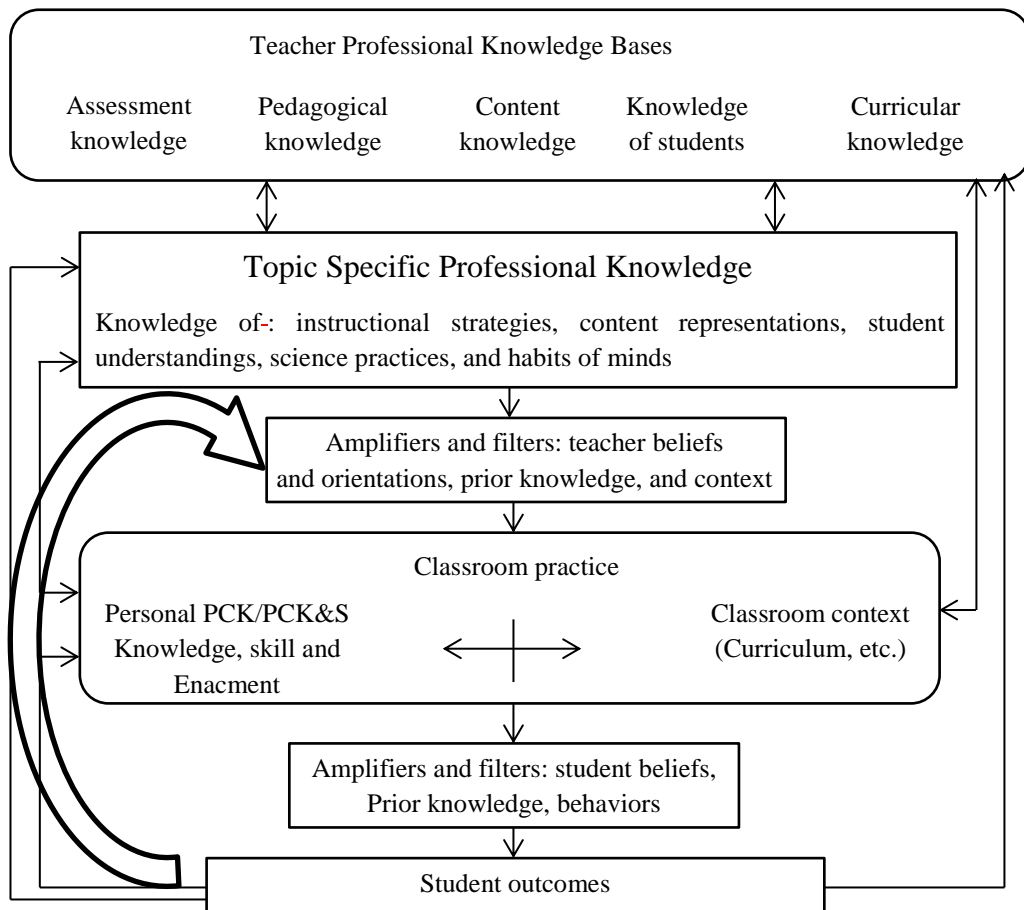 Teacher Professional Knowledge Bases
Assessment knowledge
Pedagogical knowledge
Content knowledge
Knowledge of students
Curricular knowledge
Topic Specific Professional Knowledge
Knowledge of-: instructional strategies, content representations, student
understandings, science practices, and habits of minds
Amplifiers and filters: teacher beliefs
and orientations, prior knowledge, and context
Classroom practice
Personal PCK/PCK&S
Knowledge, skill and
Enacment
Classroom context
(Curriculum, etc.)
Amplifiers and filters: student beliefs,
Prior knowledge, behaviors
Student outcomes